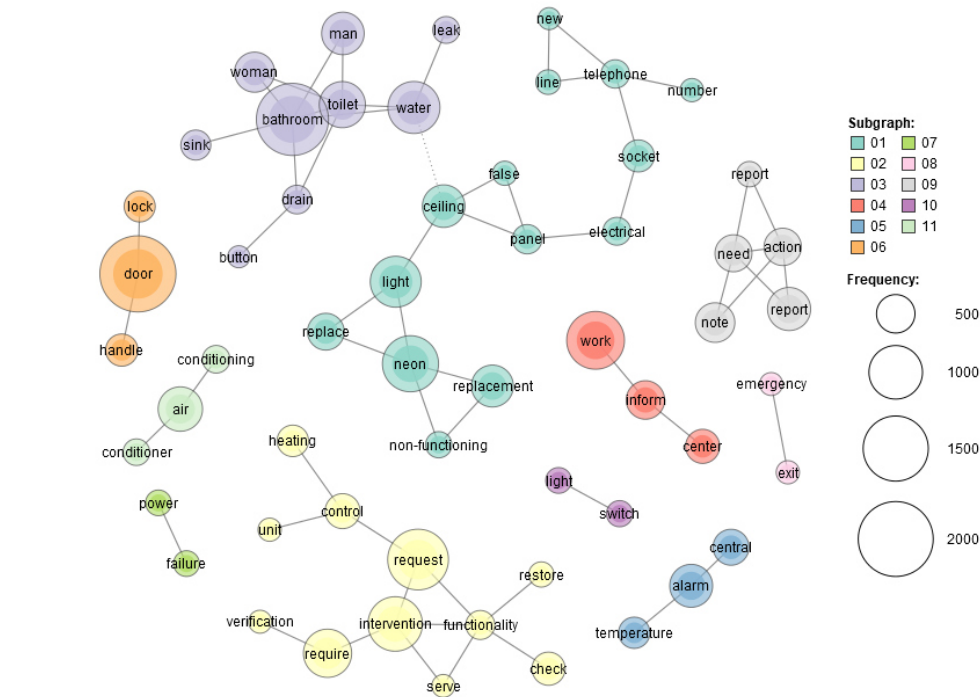 new
man
leak
woman
telephone
line
number
toilet
water
bathroom
sink
socket
false
report
drain
lock
ceiling
electrical
panel
button
need
action
door
light
note
report
replace
work
handle
conditioning
neon
emergency
replacement
inform
air
heating
non-functioning
center
conditioner
exit
light
power
control
switch
unit
central
failure
request
restore
alarm
verification
intervention
functionality
temperature
require
check
serve
Subgraph:
01 07
02 08
03 09
04 10
05 11
06
Frequency:
500
1000
1500
2000